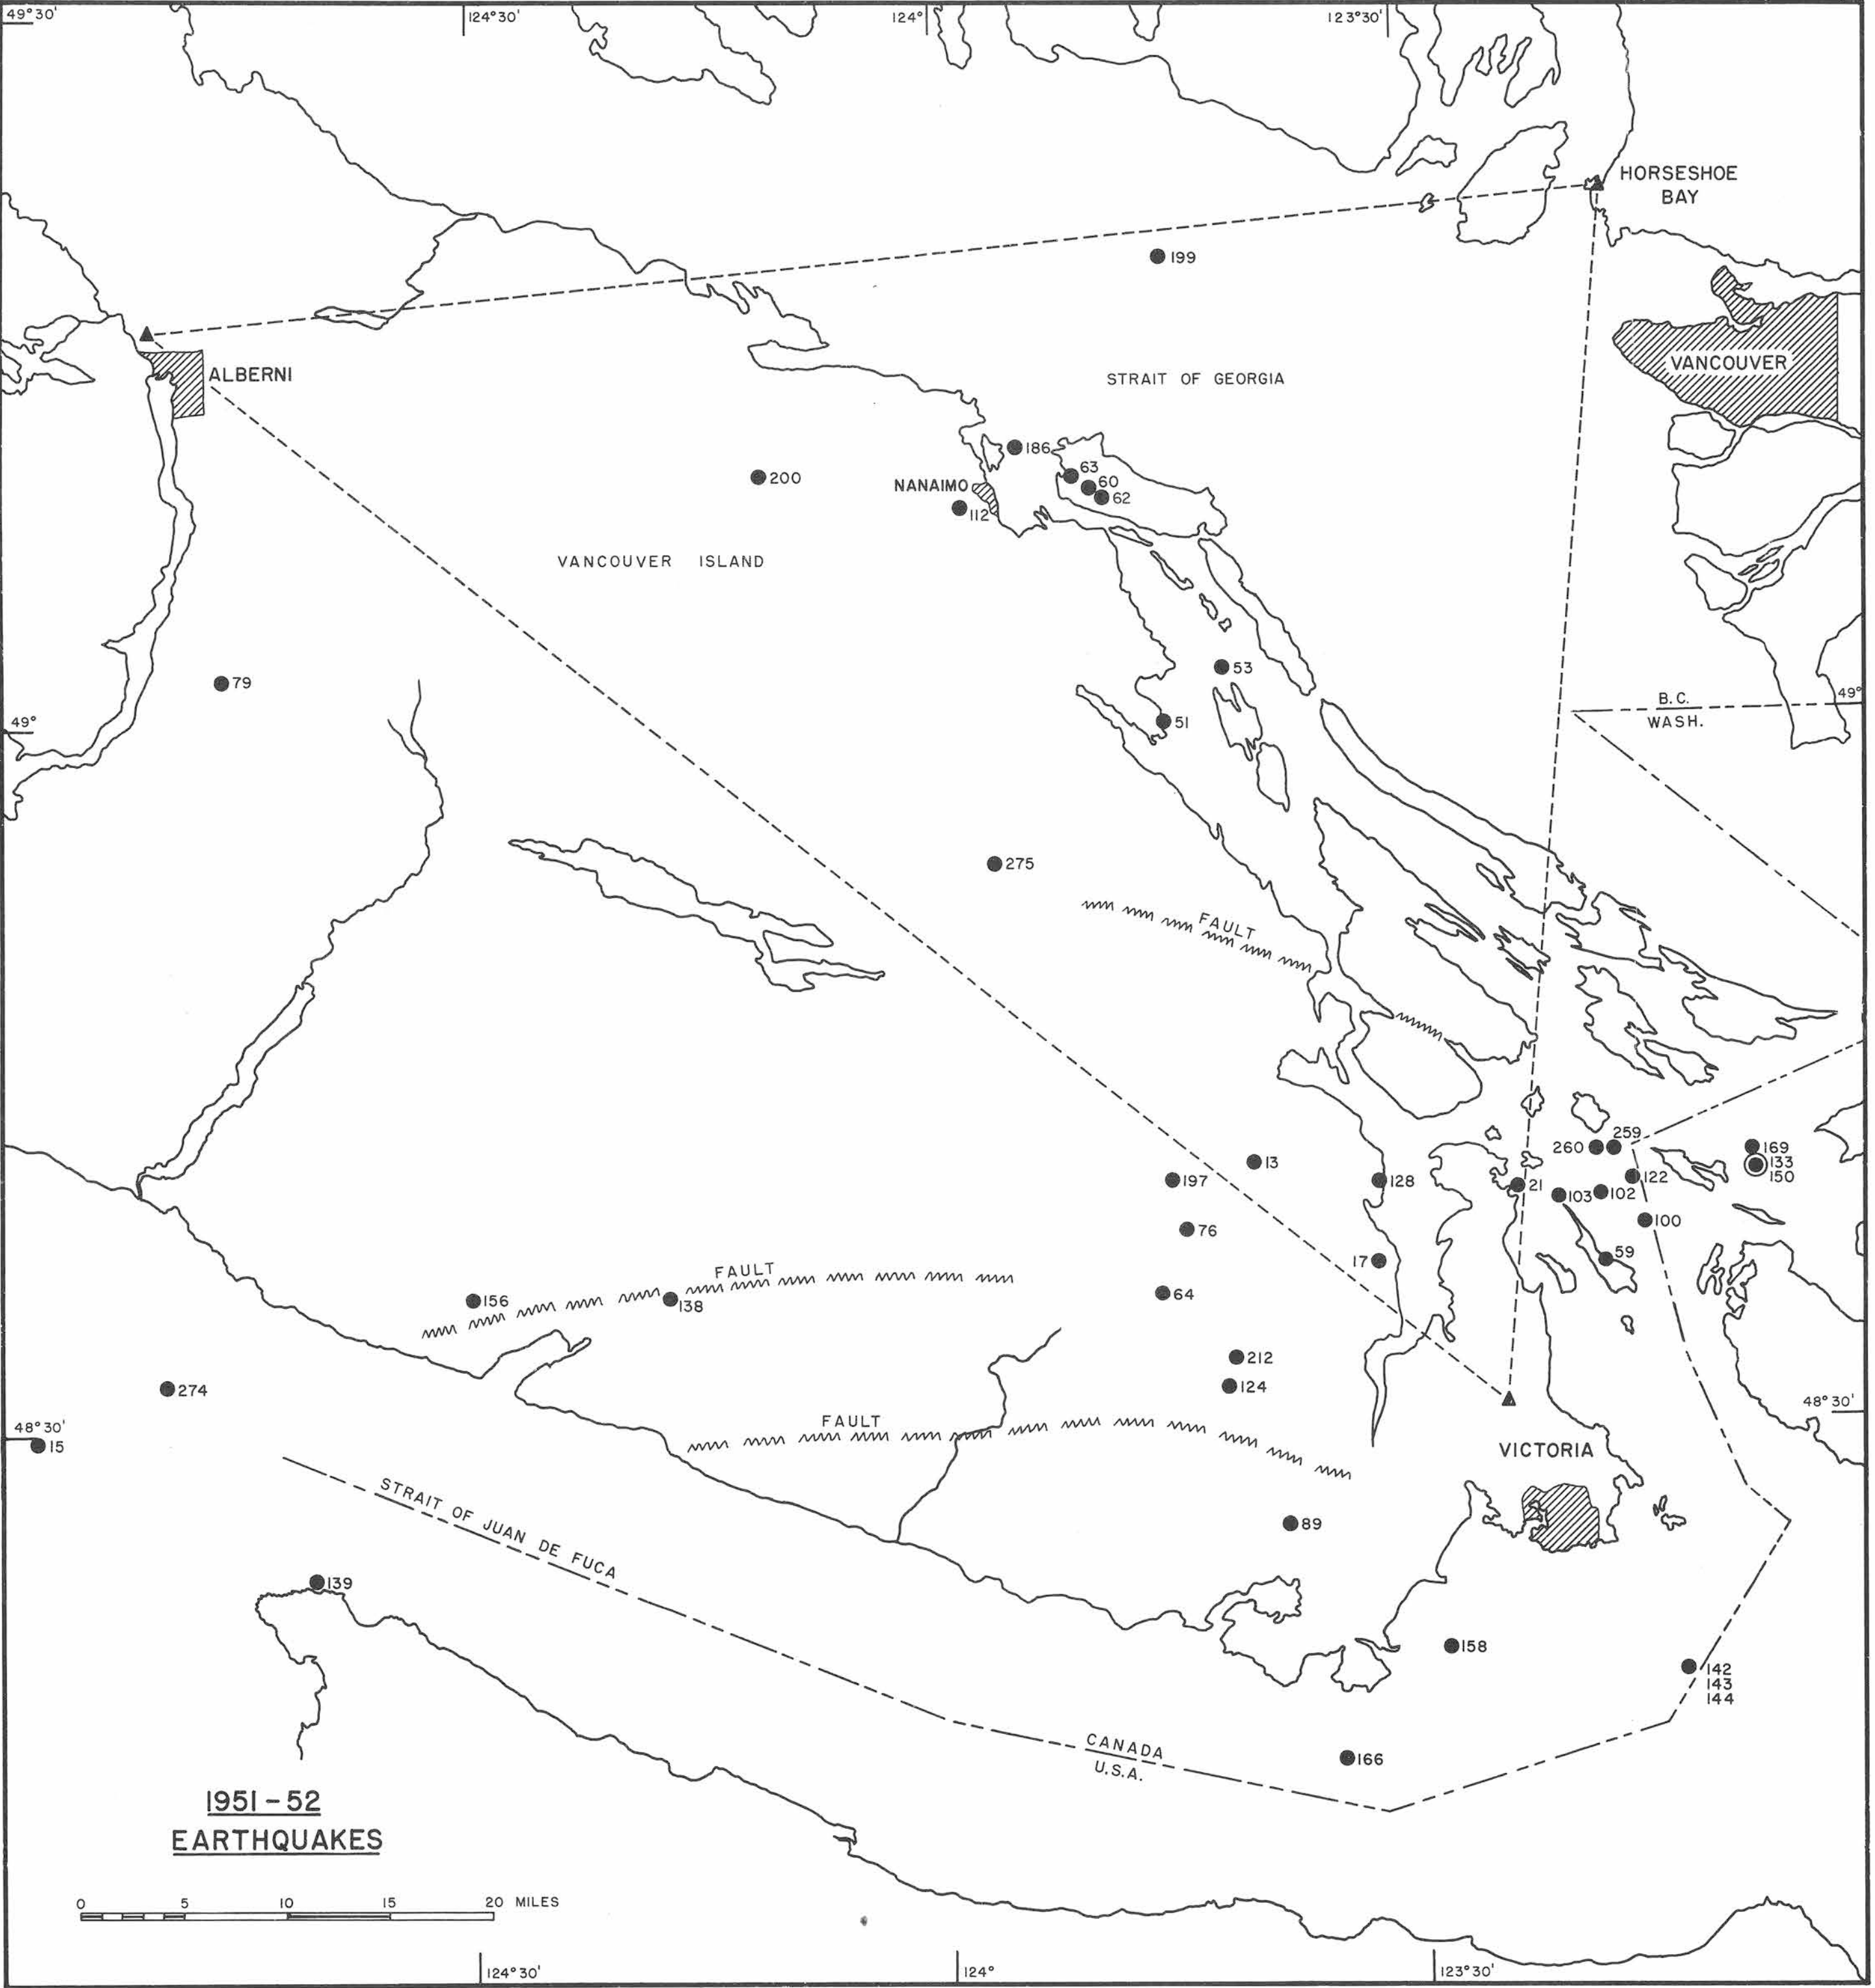 49°30'
124°30'
124°
123°30'
HORSESHOE
BAY
199
ALBERNI
VANCOUVER
STRAIT OF GEORGIA
186
63
200
60
NANAIMO
62
112
VANCOUVER ISLAND
53
79
B.C.
49°
49°
51
WASH.
275
FAULT
259
260
169
13
133
197
128
122
150
21
103
102
100
76
59
17
FAULT
64
156
138
212
274
124
48°30'
48°30'
FAULT
15
VICTORIA
STRAIT OF JUAN DE FUCA
89
139
158
142
143
144
CANADA
166
U.S.A.
1951-52
EARTHQUAKES
0 5 10 15 20 MILES
124°30'
124°
123°30'